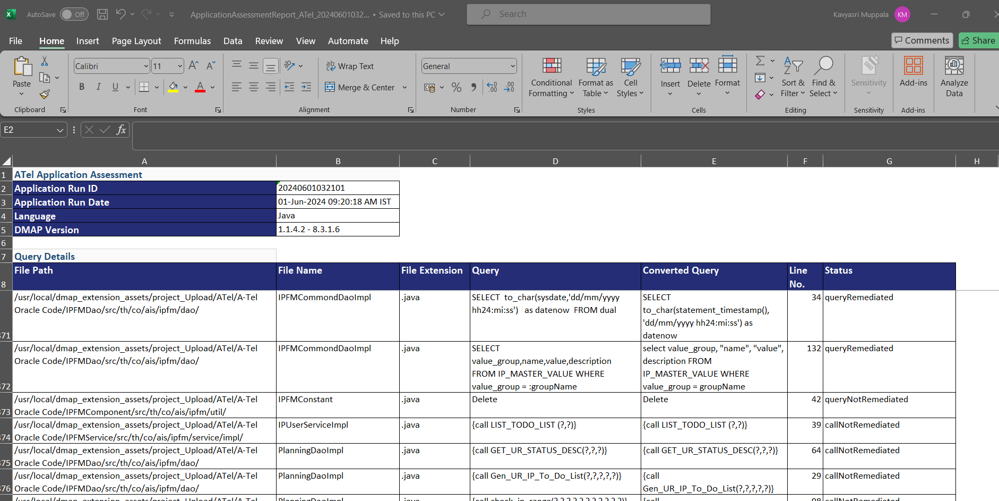 AutoSave Off ApplicationAssessmentReport_ATel_20240601032... • Saved to this PC Search Kavyasri Muppala KM
File Home Insert Page Layout Formulas Data Review View Automate Help Comments Share
Calibri 11 Wrap Text General
Paste B I U A Merge & Center % Conditional Formatting Format as Table Cell Styles Insert Delete Format Sort & Filter Find & Select Sensitivity Add-ins Analyze Data
Clipboard Font Alignment Number Styles Cells Editing Sensitivity Add-ins
E2 fx
A B C D E F G H
1 ATel Application Assessment
2 Application Run ID 20240601032101
3 Application Run Date 01-Jun-2024 09:20:18 AM IST
4 Language Java
5 DMAP Version 1.1.4.2 - 8.3.1.6
6
7 Query Details
File Path File Name File Extension Query Converted Query Line Status
8 No.
/usr/local/dmap_extension_assets/project_Upload/ATel/A-Tel IPFMCommondDaoImpl .java SELECT to_char(sysdate,'dd/mm/yyyy SELECT 34 queryRemediated
Oracle Code/IPFMDao/src/th/co/ais/ipfm/dao/ hh24:mi:ss') as datenow FROM dual to_char(statement_timestamp(),
'dd/mm/yyyy hh24:mi:ss') as
371 datenow
/usr/local/dmap_extension_assets/project_Upload/ATel/A-Tel IPFMCommondDaoImpl .java SELECT select value_group, "name", "value", 132 queryRemediated
Oracle Code/IPFMDao/src/th/co/ais/ipfm/dao/ value_group,name,value,description description FROM
FROM IP_MASTER_VALUE WHERE IP_MASTER_VALUE WHERE
372 value_group = :groupName value_group = groupName
/usr/local/dmap_extension_assets/project_Upload/ATel/A-Tel IPFMConstant .java Delete Delete 42 queryNotRemediated
373 Oracle Code/IPFMComponent/src/th/co/ais/ipfm/util/
/usr/local/dmap_extension_assets/project_Upload/ATel/A-Tel IPUserServiceImpl .java {call LIST_TODO_LIST (?,?)} {call LIST_TODO_LIST (?,?)} 39 callNotRemediated
374 Oracle Code/IPFMService/src/th/co/ais/ipfm/service/impl/
/usr/local/dmap_extension_assets/project_Upload/ATel/A-Tel PlanningDaoImpl .java {call GET_UR_STATUS_DESC(?,?,?)} {call GET_UR_STATUS_DESC(?,?,?)} 64 callNotRemediated
375 Oracle Code/IPFMDao/src/th/co/ais/ipfm/dao/
/usr/local/dmap_extension_assets/project_Upload/ATel/A-Tel PlanningDaoImpl .java {call Gen_UR_IP_To_Do_List(?,?,?,?,?)} {call 29 callNotRemediated
376 Oracle Code/IPFMDao/src/th/co/ais/ipfm/dao/ Gen_UR_IP_To_Do_List(?,?,?,?,?)}
/usr/local/dmap_extension_assets/project_Upload/ATel/A-Tel PlanningDaoImpl .java {call 98 callNotRemediated